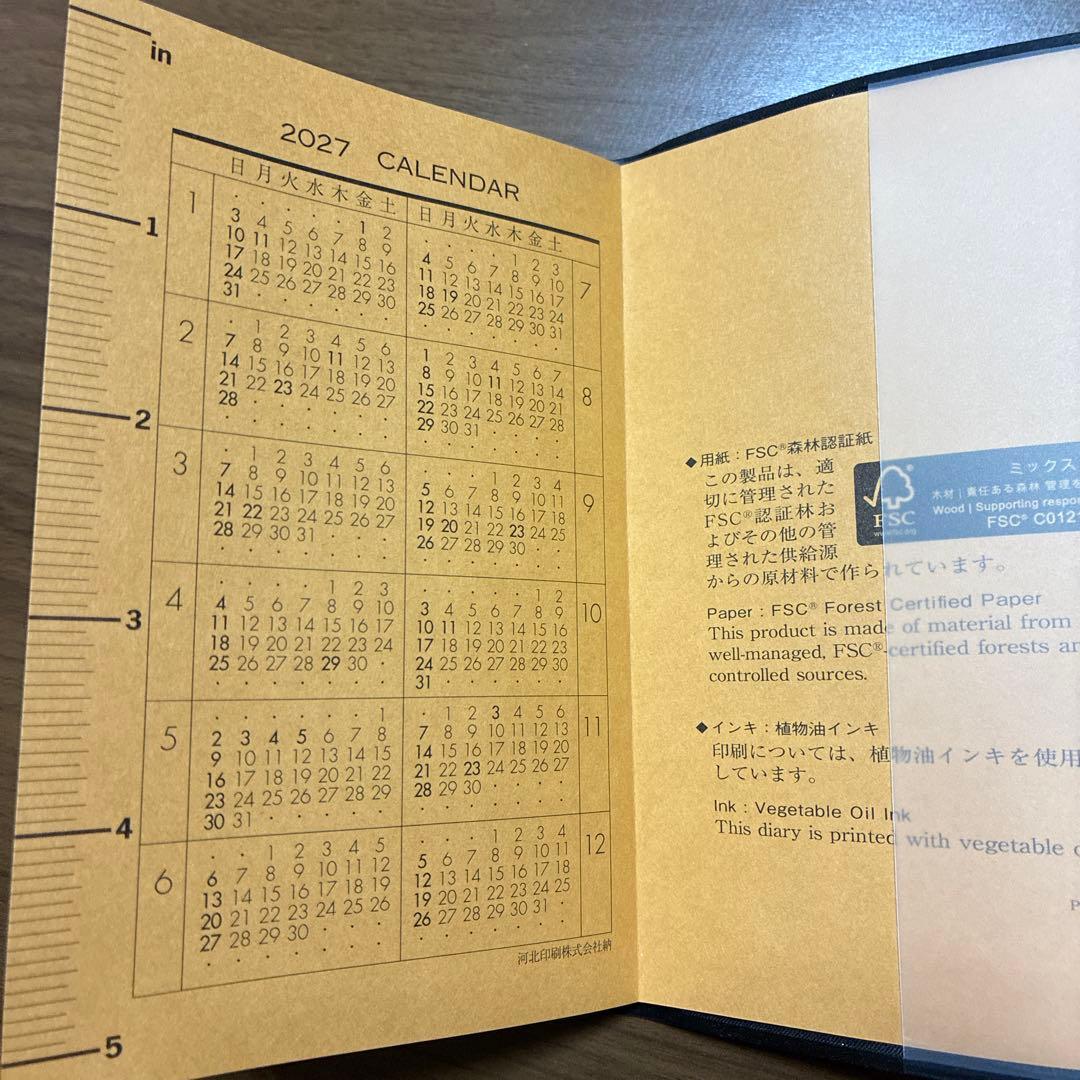 in
1
2
3
4
5
2027 CALENDAR
日 月 火 水 木 金 土
1
· · · · · 1 2
3 4 5 6 7 8 9
10 11 12 13 14 15 16
17 18 19 20 21 22 23
24 25 26 27 28 29 30
31 · · · · · ·
2
· 1 2 3 4 5 6
7 8 9 10 11 12 13
14 15 16 17 18 19 20
21 22 23 24 25 26 27
28 · · · · · ·
· · · · · · ·
3
· 1 2 3 4 5 6
7 8 9 10 11 12 13
14 15 16 17 18 19 20
21 22 23 24 25 26 27
28 29 30 31 · · ·
· · · · · · ·
4
· · · · 1 2 3
4 5 6 7 8 9 10
11 12 13 14 15 16 17
18 19 20 21 22 23 24
25 26 27 28 29 30 ·
· · · · · · ·
5
· · · · · · 1
2 3 4 5 6 7 8
9 10 11 12 13 14 15
16 17 18 19 20 21 22
23 24 25 26 27 28 29
30 31 · · · · ·
6
· · 1 2 3 4 5
6 7 8 9 10 11 12
13 14 15 16 17 18 19
20 21 22 23 24 25 26
27 28 29 30 · · ·
· · · · · · ·
日 月 火 水 木 金 土
7
· · · · 1 2 3
4 5 6 7 8 9 10
11 12 13 14 15 16 17
18 19 20 21 22 23 24
25 26 27 28 29 30 31
· · · · · · ·
8
1 2 3 4 5 6 7
8 9 10 11 12 13 14
15 16 17 18 19 20 21
22 23 24 25 26 27 28
29 30 31 · · · ·
· · · · · · ·
9
· · · 1 2 3 4
5 6 7 8 9 10 11
12 13 14 15 16 17 18
19 20 21 22 23 24 25
26 27 28 29 30 · ·
· · · · · · ·
10
· · · · · 1 2
3 4 5 6 7 8 9
10 11 12 13 14 15 16
17 18 19 20 21 22 23
24 25 26 27 28 29 30
31 · · · · · ·
11
· 1 2 3 4 5 6
7 8 9 10 11 12 13
14 15 16 17 18 19 20
21 22 23 24 25 26 27
28 29 30 · · · ·
· · · · · · ·
12
· · · 1 2 3 4
5 6 7 8 9 10 11
12 13 14 15 16 17 18
19 20 21 22 23 24 25
26 27 28 29 30 31 ·
· · · · · · ·
河北印刷株式会社納
◆用紙：FSC®森林認証紙
この製品は、適
切に管理された
FSC®認証林お
よびその他の管
理された供給源
からの原材料で作られています。
FSC
www.fsc.org
ミックス
木材｜責任ある森林管理を
Wood | Supporting respon
FSC® C012
Paper : FSC® Forest Certified Paper
This product is made of material from
well-managed, FSC®-certified forests an
controlled sources.
◆インキ：植物油インキ
印刷については、植物油インキを使用
しています。
Ink : Vegetable Oil Ink
This diary is printed with vegetable o
P